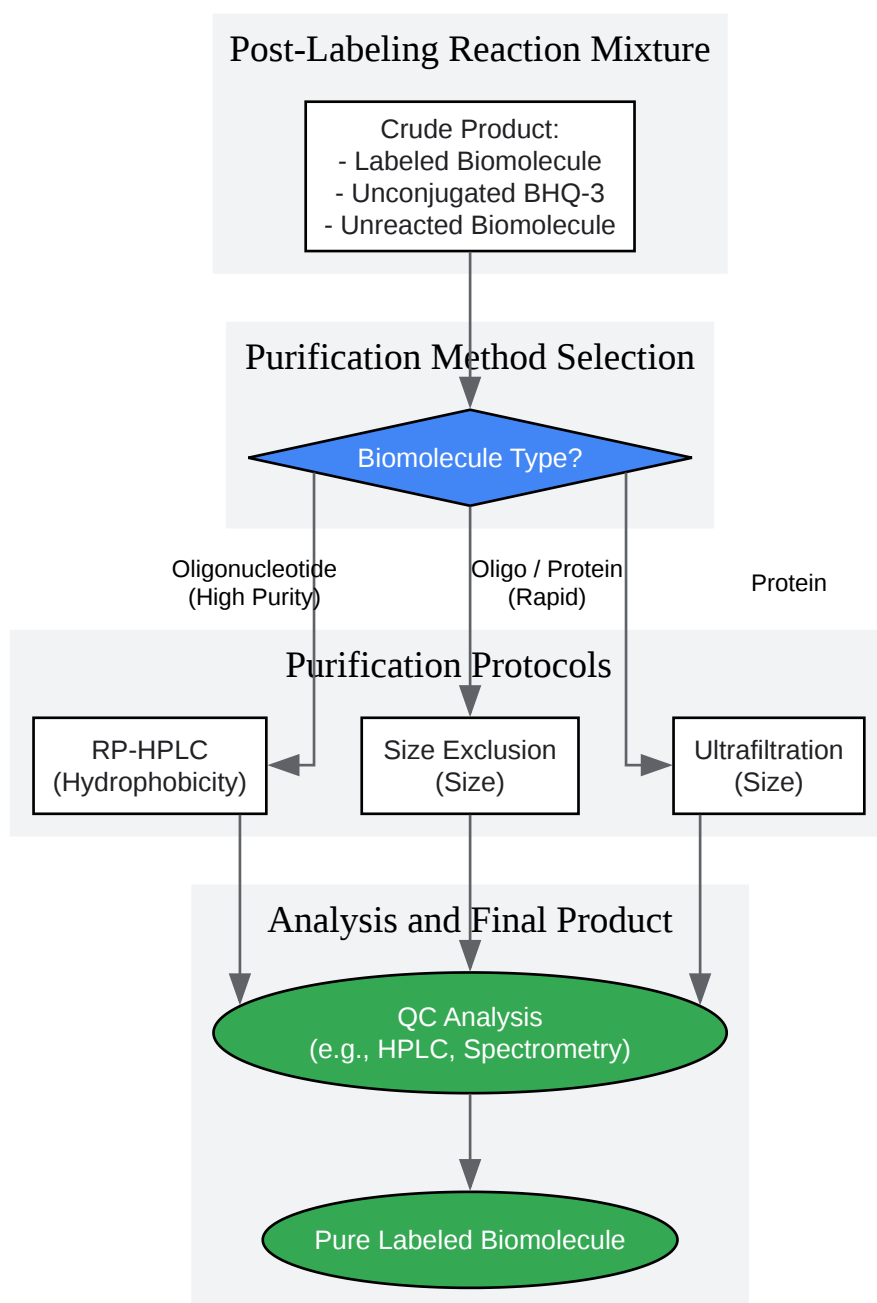 Post-Labeling Reaction Mixture
Crude Product:
- Labeled Biomolecule
- Unconjugated BHQ-3
- Unreacted Biomolecule
Purification Method Selection
Biomolecule Type?
Oligonucleotide
(High Purity)
Oligo / Protein
(Rapid)
Protein
Purification Protocols
RP-HPLC
(Hydrophobicity)
Size Exclusion
(Size)
Ultrafiltration
(Size)
Analysis and Final Product
QC Analysis
(e.g., HPLC, Spectrometry)
Pure Labeled Biomolecule